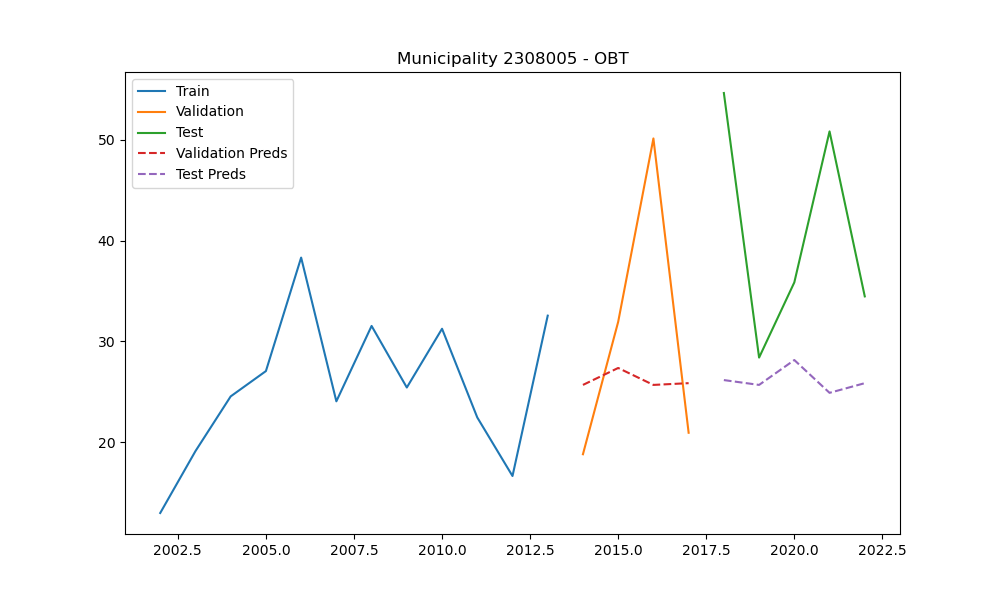 Municipality 2308005 - OBT
Train
Validation
Test
Validation Preds
Test Preds
50
40
30
20
2002.5 2005.0 2007.5 2010.0 2012.5 2015.0 2017.5 2020.0 2022.5